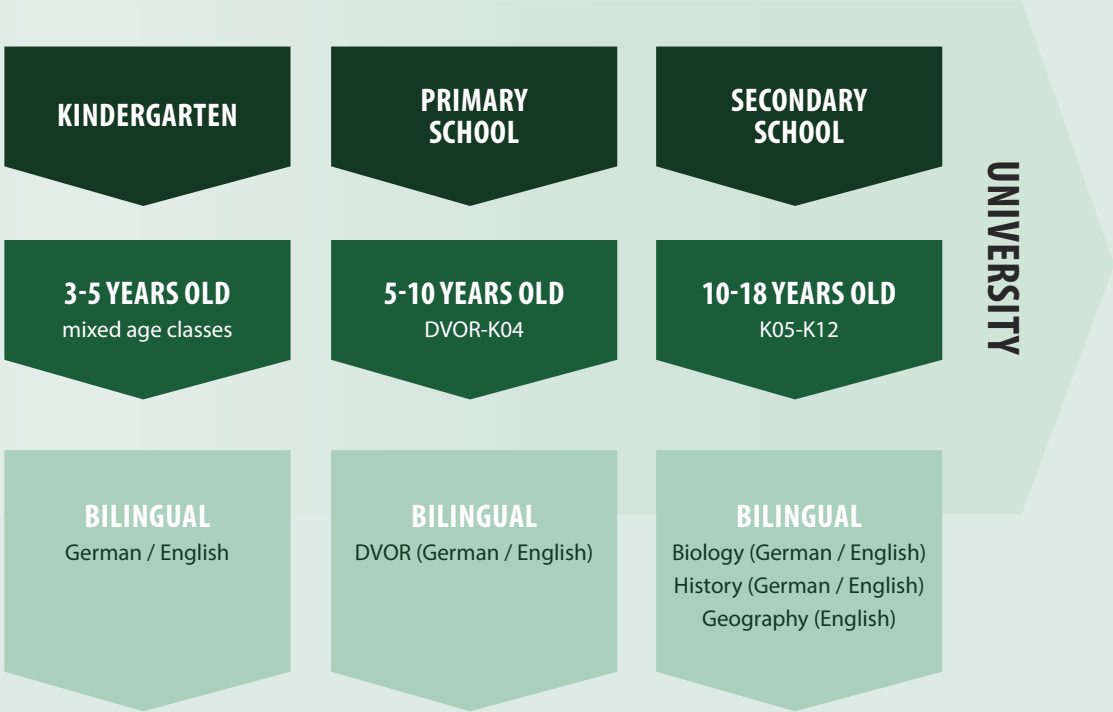 KINDERGARTEN
PRIMARY
SCHOOL
SECONDARY
SCHOOL
3-5 YEARS OLD
mixed age classes
5-10 YEARS OLD
DVOR-K04
10-18 YEARS OLD
K05-K12
BILINGUAL
German / English
BILINGUAL
DVOR (German / English)
BILINGUAL
Biology (German / English)
History (German / English)
Geography (English)
UNIVERSITY